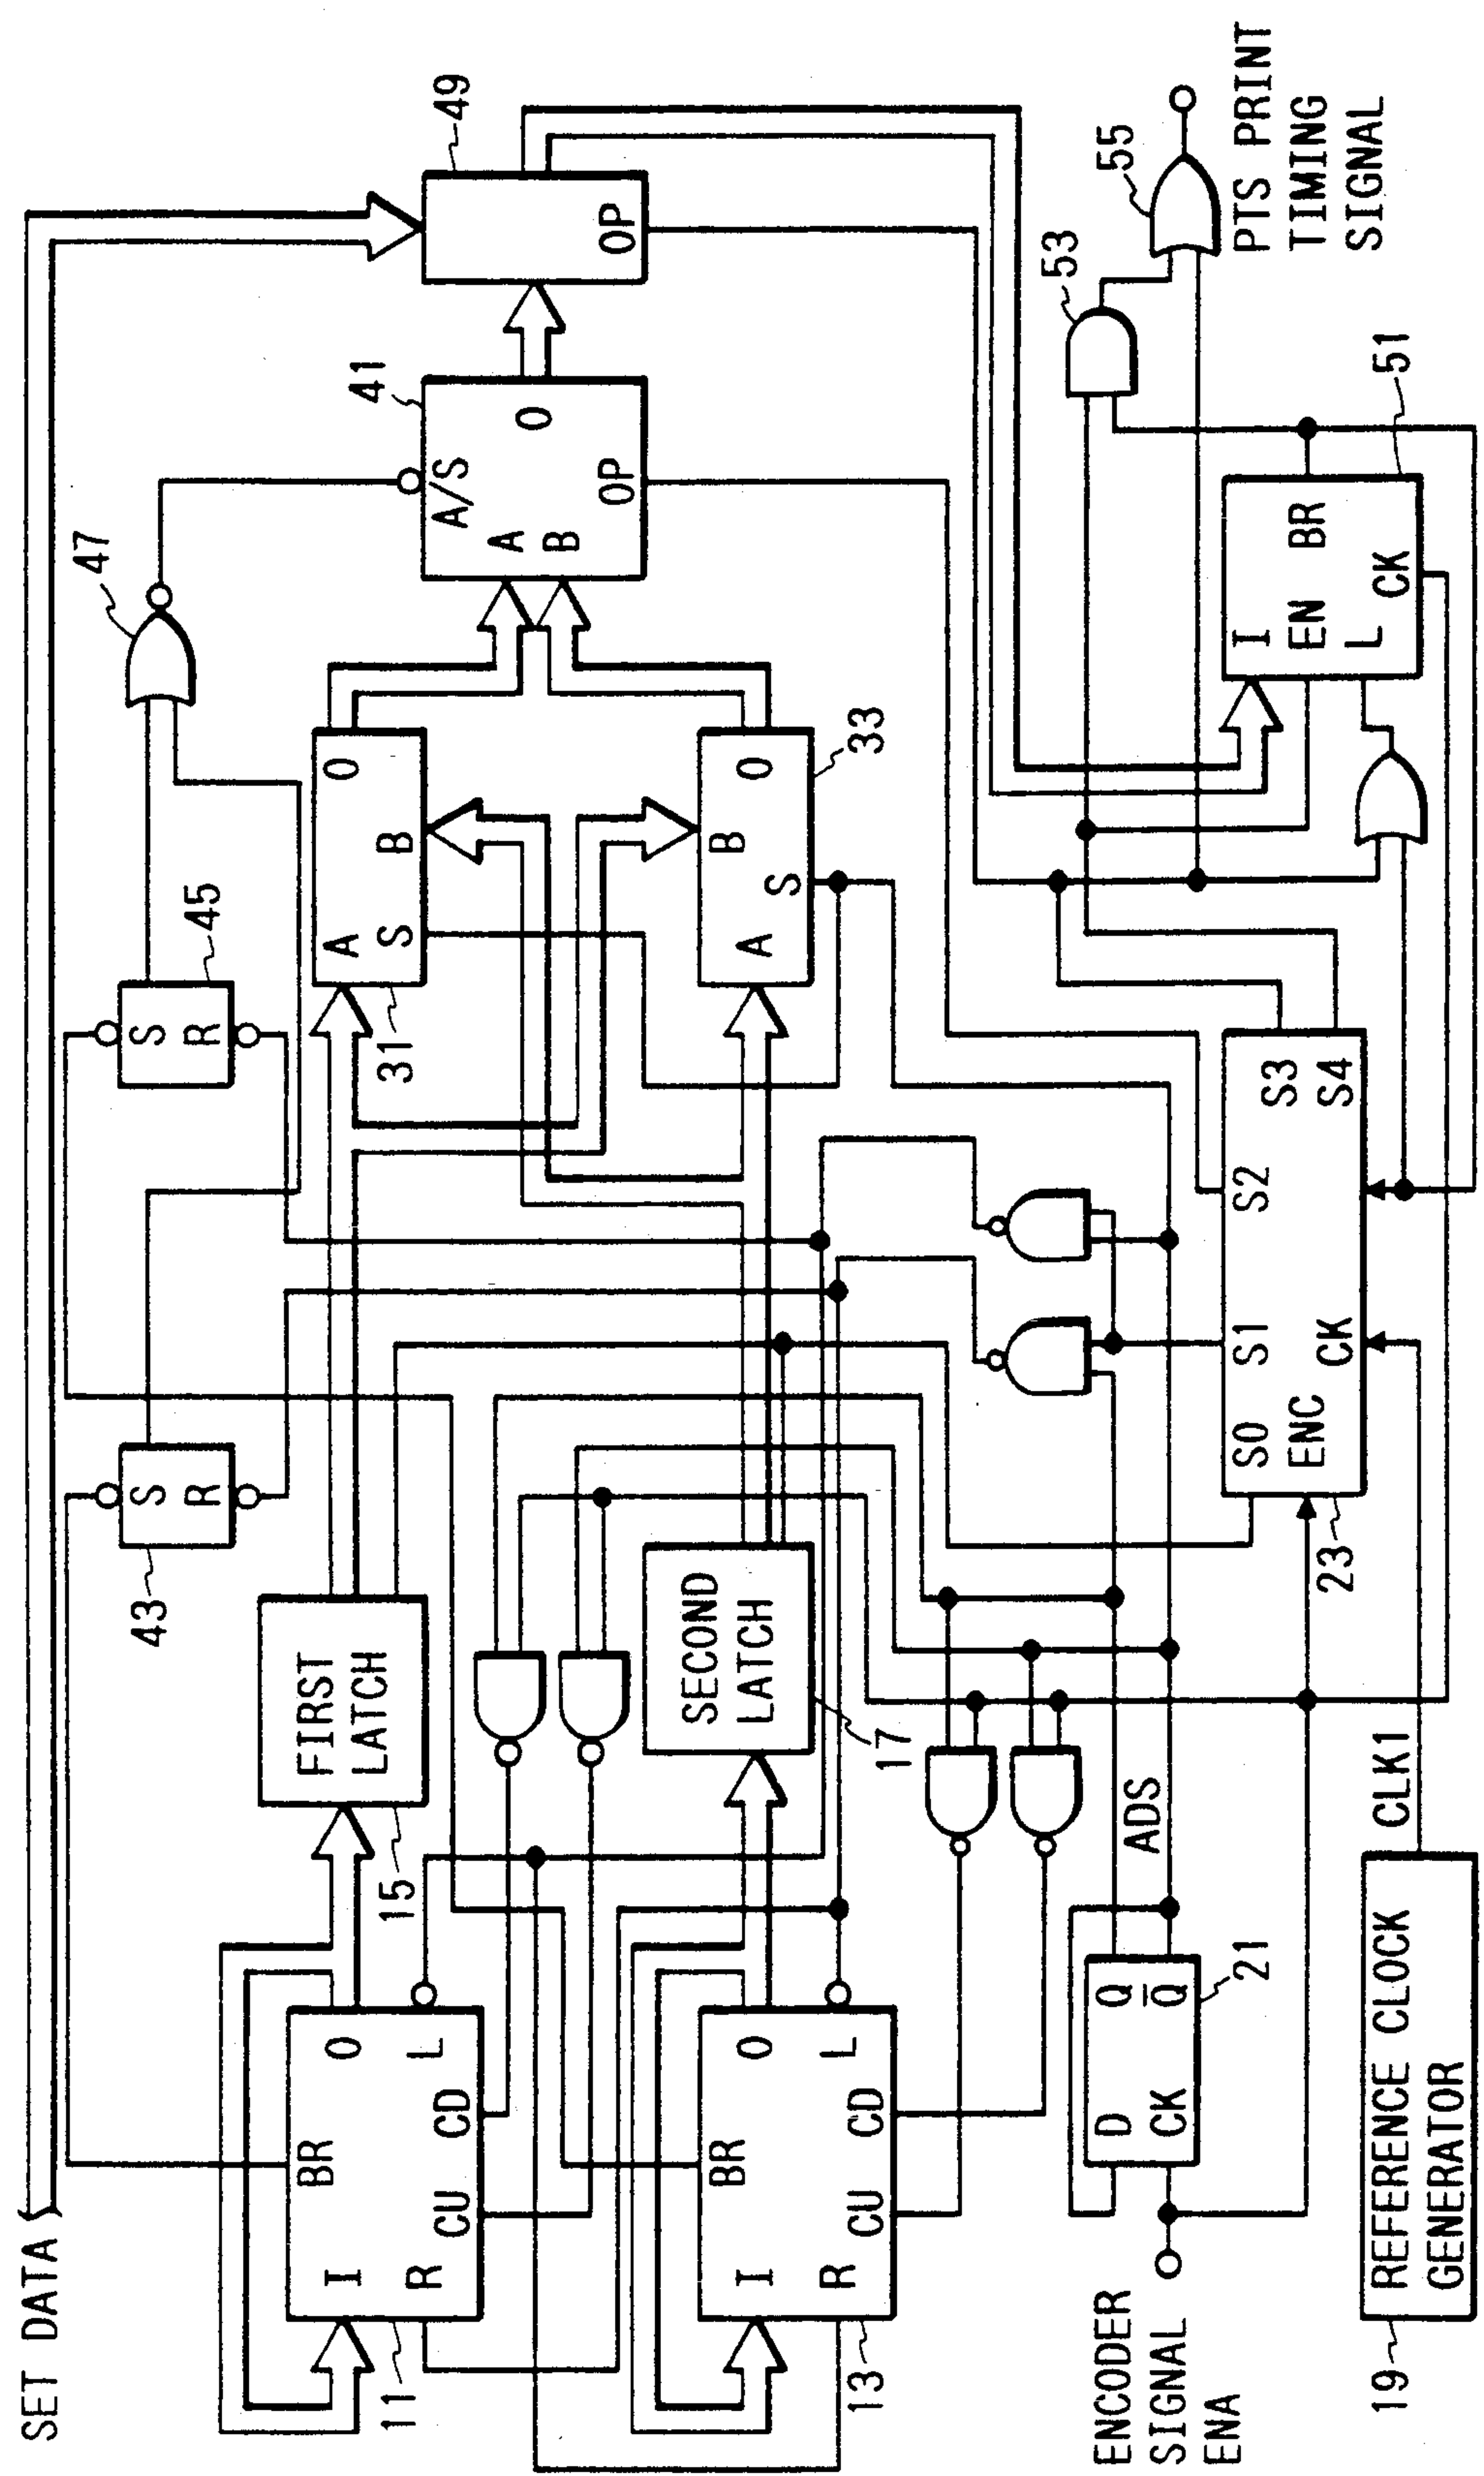 SET DATA
49
41
47
A/S
A
O
B
OP
OP
55
53
PTS PRINT
TIMING
SIGNAL
45
S
R
31
A
O
B
S
33
B
O
A
S
51
I
EN BR
L
CK
43
S
R
FIRST
LATCH
15
SECOND
LATCH
17
S0
S1
S2
S3
S4
ENC
CK
23
BR
I
O
R
CU
CD
L
11
BR
I
O
R
CU
CD
L
13
ADS
D
Q
CK
Q̅
21
ENCODER
SIGNAL
ENA
CLK1
REFERENCE CLOCK
GENERATOR
19